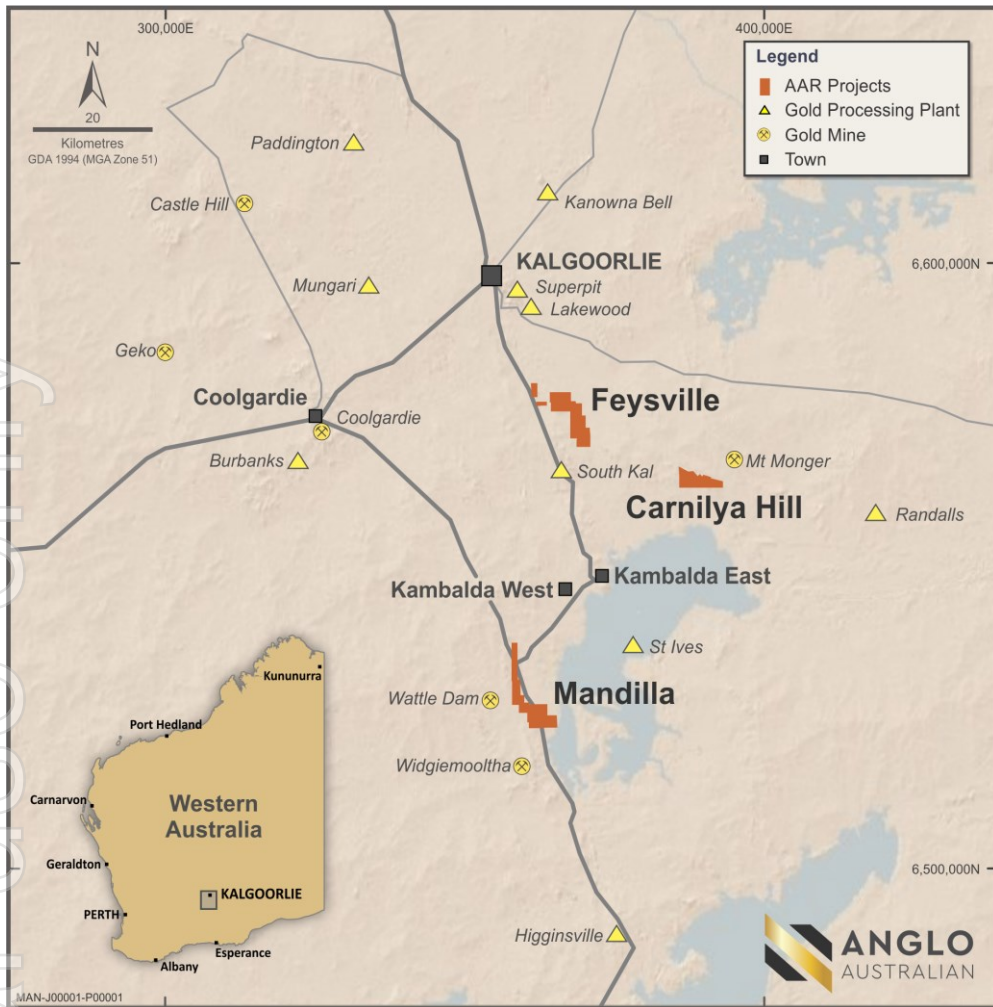 300,000E
400,000E
N
20
Kilometres
GDA 1994 (MGA Zone 51)
Legend
AAR Projects
Gold Processing Plant
Gold Mine
Town
Paddington
Castle Hill
Kanowna Bell
KALGOORLIE
6,600,000N
Mungari
Superpit
Lakewood
Geko
Coolgardie
Coolgardie
Feysville
Burbanks
South Kal
Mt Monger
Carnilya Hill
Randalls
Kambalda East
Kambalda West
St Ives
Wattle Dam
Mandilla
Widgiemooltha
Kununurra
Port Hedland
Carnarvon
Western
Australia
Geraldton
KALGOORLIE
PERTH
Esperance
Albany
6,500,000N
Higginsville
ANGLO
AUSTRALIAN
MAN-J00001-P00001